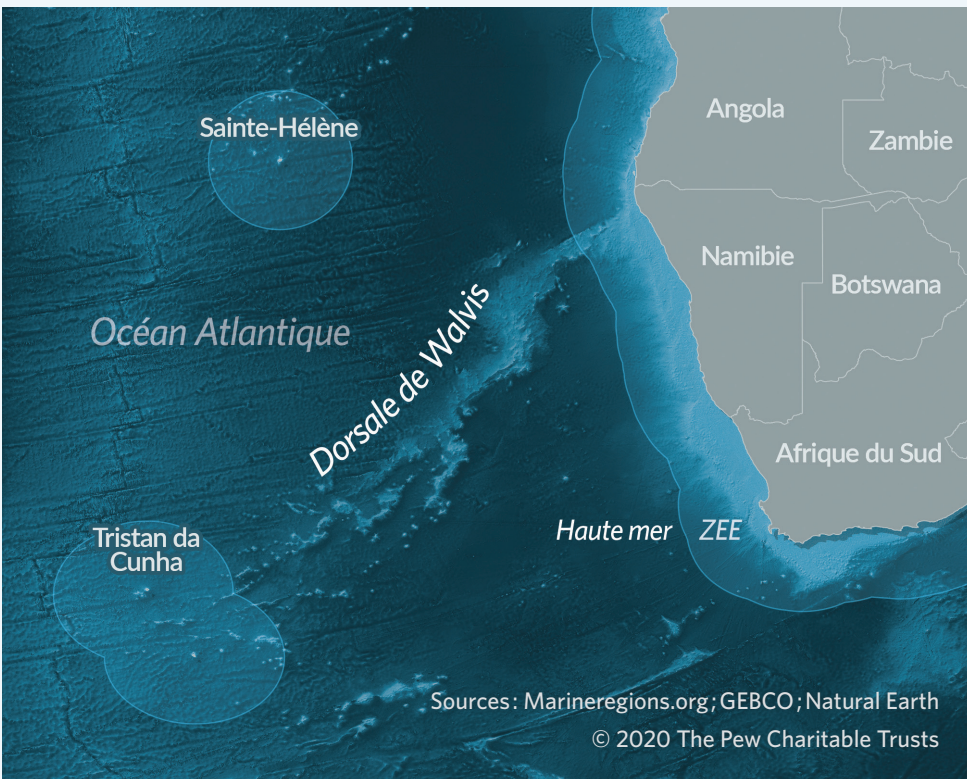 Angola
Sainte-Hélène
Zambie
Namibie
Botswana
Dorsale de Walvis
Océan Atlantique
Afrique du Sud
Haute mer
ZEE
Tristan da
Cunha
Sources : Marineregions.org ; GEBCO ; Natural Earth
© 2020 The Pew Charitable Trusts